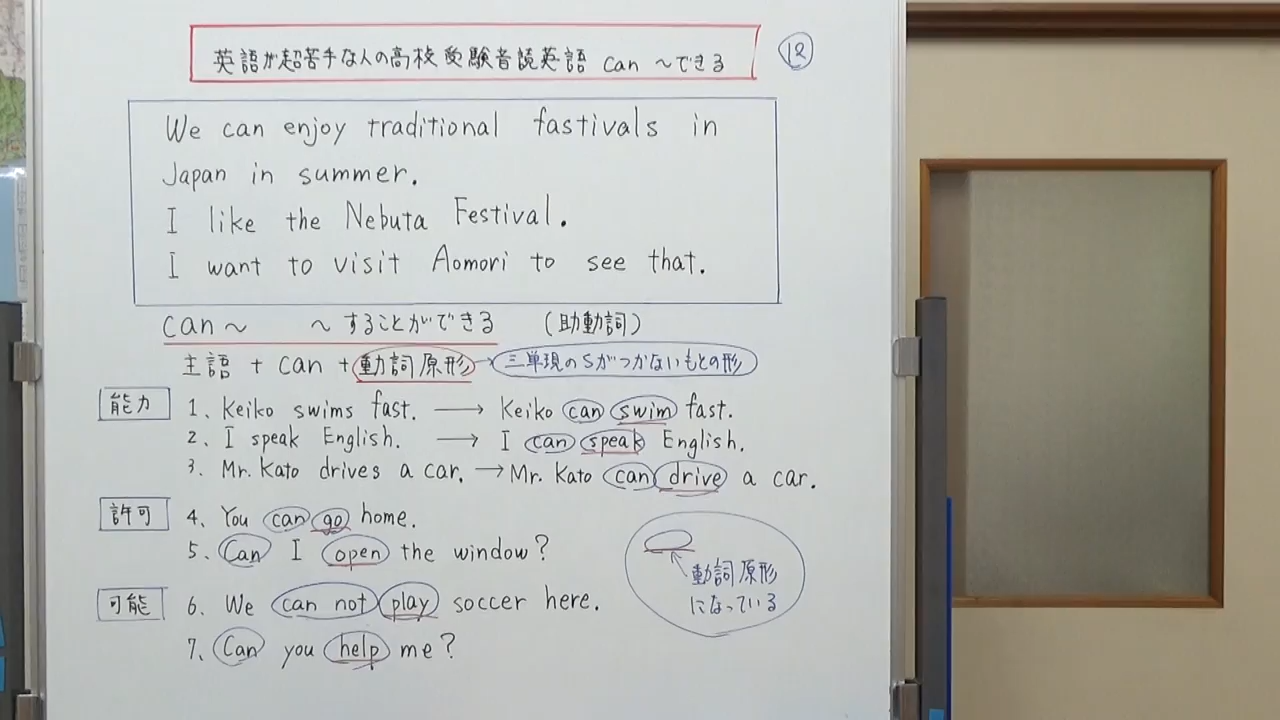 英語が超苦手な人の高校受験音読英語 can ～できる
12
We can enjoy traditional fastivals in
Japan in summer.
I like the Nebuta Festival.
I want to visit Aomori to see that.
can～ ～することができる （助動詞）
主語 + can + 動詞原形 → 三単現のSがつかないもとの形
能力 1、Keiko swims fast. → Keiko can swim fast.
2、I speak English. → I can speak English.
3、Mr. Kato drives a car. → Mr. Kato can drive a car.
許可 4、You can go home.
5、Can I open the window?
動詞原形
になっている
可能 6、We can not play soccer here.
7、Can you help me?